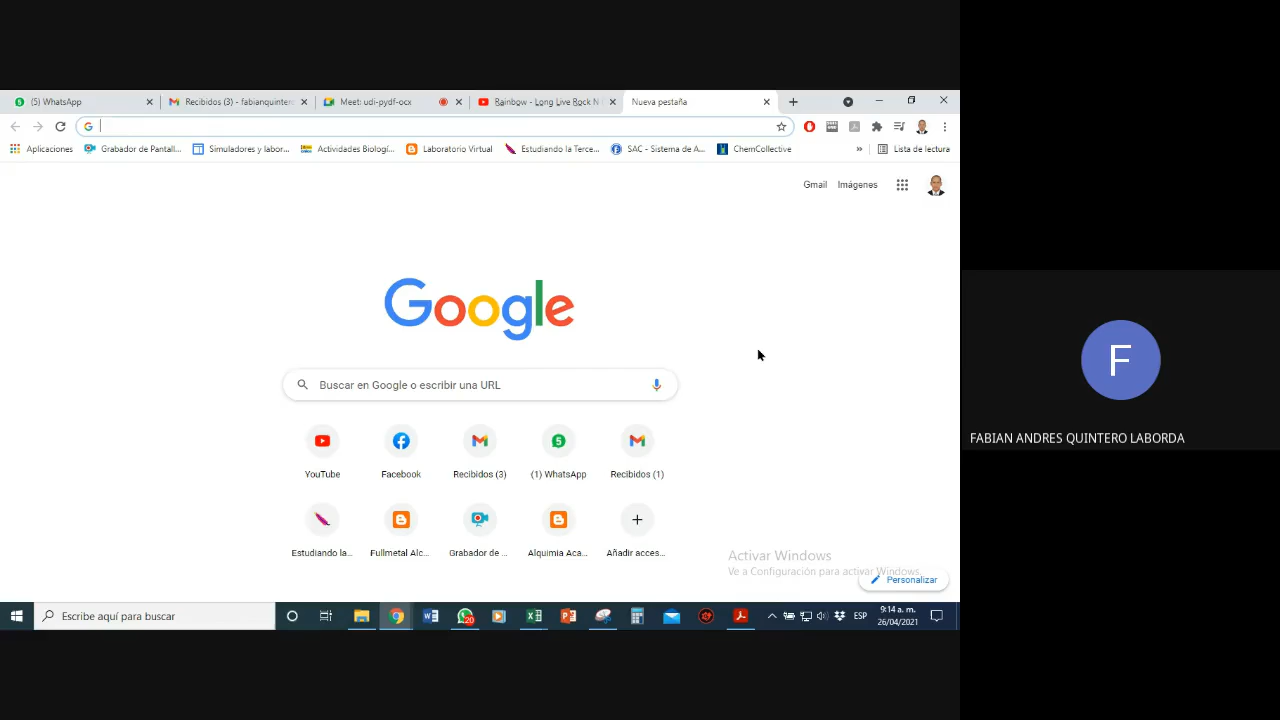 (5) WhatsApp
Recibidos (3) - fabianquinter
Meet: udi-pydf-ocx
Rainbow - Long Live Rock N
Nueva pestaña
Aplicaciones
Grabador de Pantall...
Simuladores y labor...
Actividades Biologí...
Laboratorio Virtual
Estudiando la Terce...
SAC - Sistema de A...
ChemCollective
»
Lista de lectura
Gmail
Imágenes
Google
Buscar en Google o escribir una URL
YouTube
Facebook
Recibidos (3)
(1) WhatsApp
Recibidos (1)
Estudiando la...
Fullmetal Alc...
Grabador de ...
Alquimia Aca...
Añadir acces...
Activar Windows
Ve a Configuración para activar Windows.
Personalizar
Escribe aquí para buscar
20
ESP
9:14 a. m.
26/04/2021
F
FABIAN ANDRES QUINTERO LABORDA